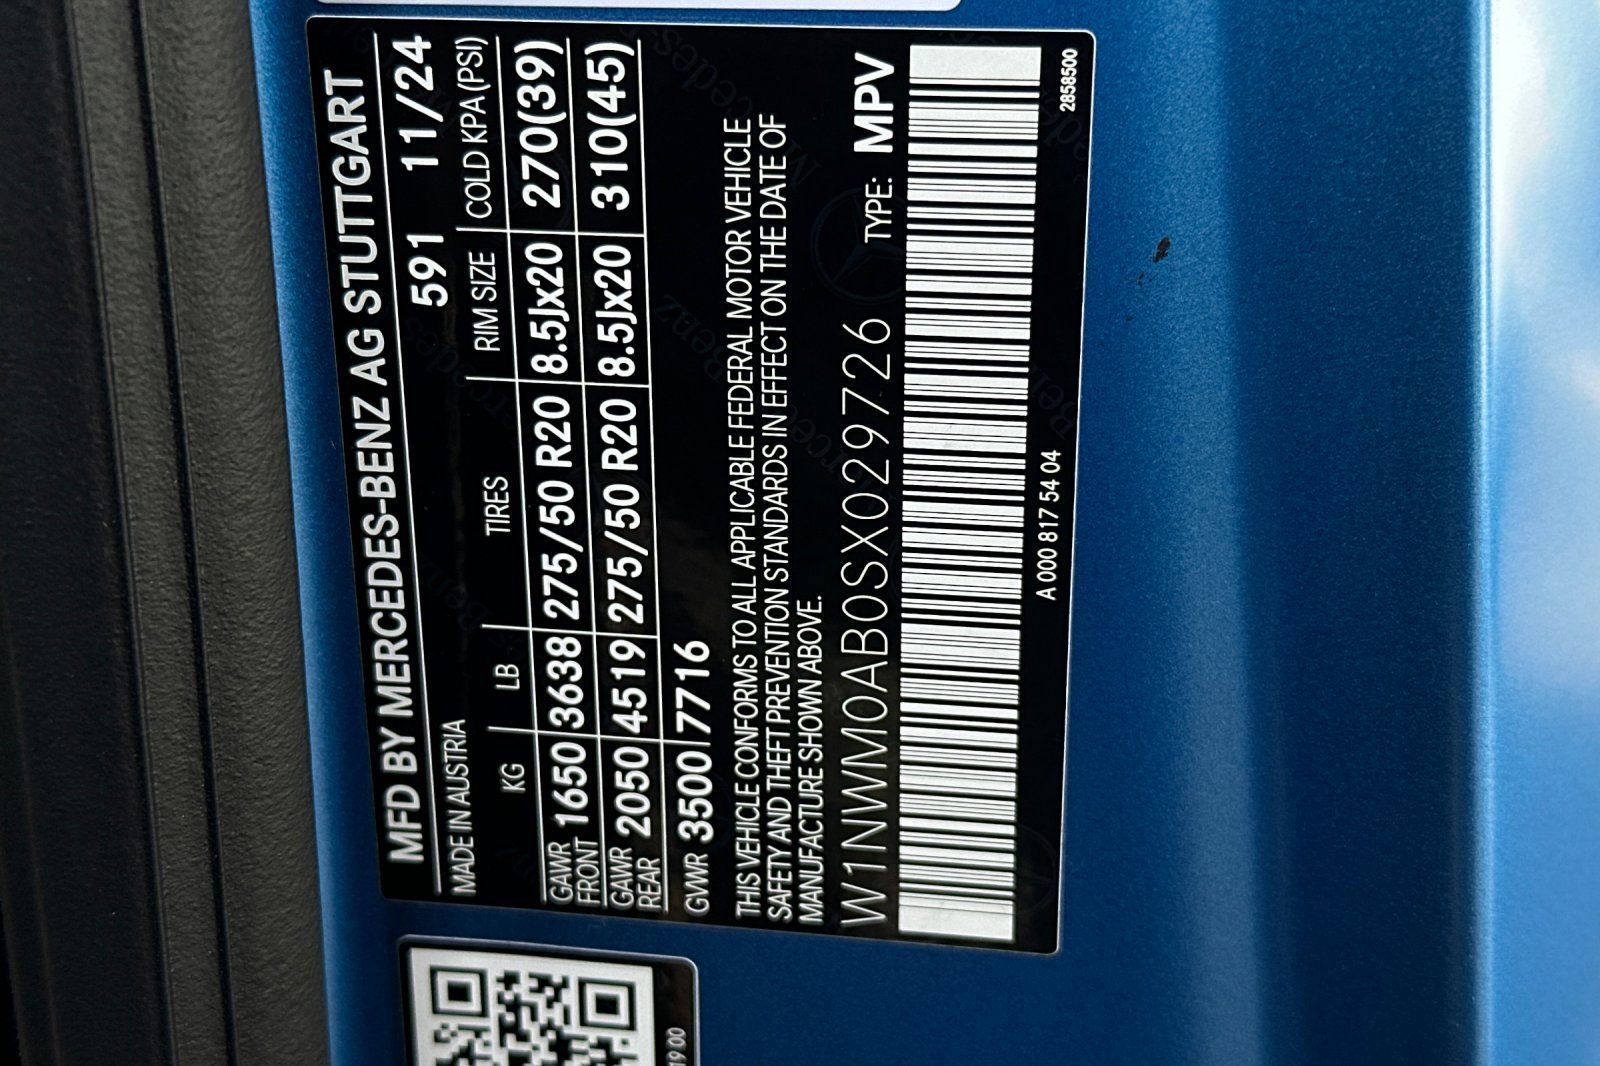 MFD BY MERCEDES-BENZ AG STUTTGART
MADE IN AUSTRIA 591 11/24
KG LB TIRES RIM SIZE COLD KPA (PSI)
GAWR FRONT 1650 3638 275/50 R20 8.5Jx20 270(39)
GAWR REAR 2050 4519 275/50 R20 8.5Jx20 310(45)
GVWR 3500 7716
THIS VEHICLE CONFORMS TO ALL APPLICABLE FEDERAL MOTOR VEHICLE
SAFETY AND THEFT PREVENTION STANDARDS IN EFFECT ON THE DATE OF
MANUFACTURE SHOWN ABOVE.
W1NWM0AB0SX029726 TYPE: MPV
A 000 817 54 04 2858500